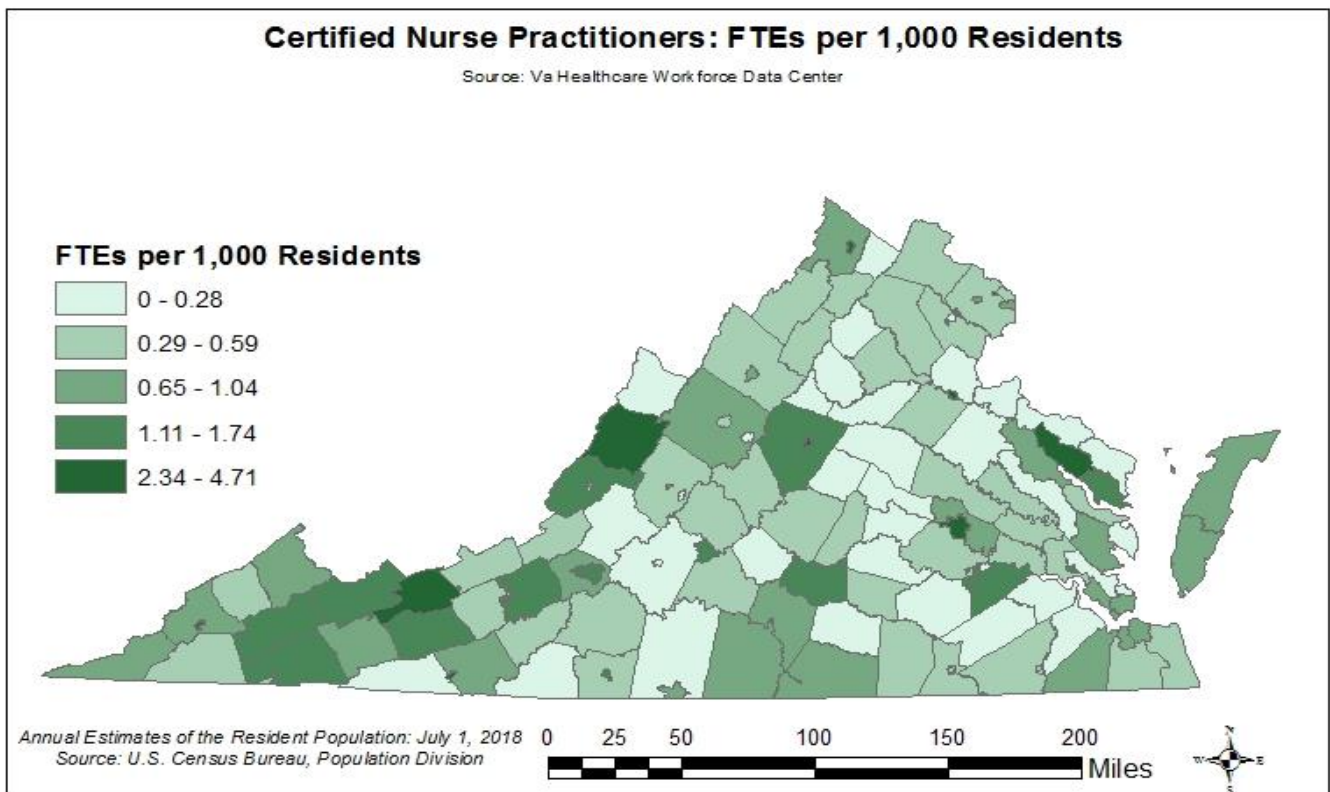 Certified Nurse Practitioners: FTEs per 1,000 Residents
Source: Va Healthcare Workforce Data Center
FTEs per 1,000 Residents
0 - 0.28
0.29 - 0.59
0.65 - 1.04
1.11 - 1.74
2.34 - 4.71
Annual Estimates of the Resident Population: July 1, 2018
Source: U.S. Census Bureau, Population Division
0 25 50 100 150 200
Miles
N
W E
S